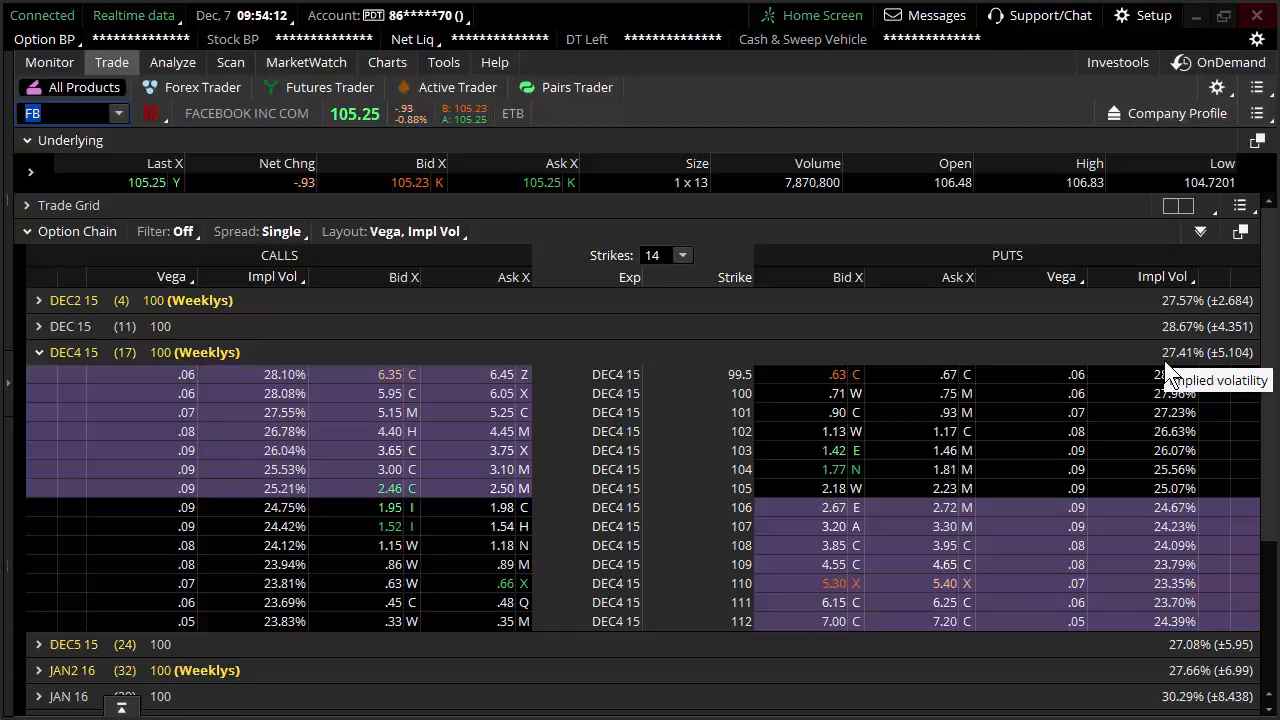 Connected Realtime data Dec, 7 09:54:12 Account: PDT 86*****70 () Home Screen Messages Support/Chat Setup
Option BP ************** Stock BP ************** Net Liq ************** DT Left ************** Cash & Sweep Vehicle **************
Monitor Trade Analyze Scan MarketWatch Charts Tools Help Investools OnDemand
All Products Forex Trader Futures Trader Active Trader Pairs Trader
FB FACEBOOK INC COM 105.25 -.93 -0.88% B: 105.23 A: 105.25 ETB Company Profile
Underlying
Last X Net Chng Bid X Ask X Size Volume Open High Low
105.25 Y -.93 105.23 K 105.25 K 1 x 13 7,870,800 106.48 106.83 104.7201
Trade Grid
Option Chain Filter: Off Spread: Single Layout: Vega, Impl Vol
CALLS Strikes: 14 PUTS
Vega Impl Vol Bid X Ask X Exp Strike Bid X Ask X Vega Impl Vol
DEC2 15 (4) 100 (Weeklys) 27.57% (±2.684)
DEC 15 (11) 100 28.67% (±4.351)
DEC4 15 (17) 100 (Weeklys) 27.41% (±5.104)
.06 28.10% 6.35 C 6.45 Z DEC4 15 99.5 .63 C .67 C .06
Implied volatility
.06 28.08% 5.95 C 6.05 X DEC4 15 100 .71 W .75 M .06 27.96%
.07 27.55% 5.15 M 5.25 C DEC4 15 101 .90 C .93 M .07 27.23%
.08 26.78% 4.40 H 4.45 M DEC4 15 102 1.13 W 1.17 C .08 26.63%
.09 26.04% 3.65 C 3.75 X DEC4 15 103 1.42 E 1.46 M .09 26.07%
.09 25.53% 3.00 C 3.10 M DEC4 15 104 1.77 N 1.81 M .09 25.56%
.09 25.21% 2.46 C 2.50 M DEC4 15 105 2.18 W 2.23 M .09 25.07%
.09 24.75% 1.95 I 1.98 C DEC4 15 106 2.67 E 2.72 M .09 24.67%
.09 24.42% 1.52 I 1.54 H DEC4 15 107 3.20 A 3.30 M .09 24.23%
.08 24.12% 1.15 W 1.18 N DEC4 15 108 3.85 C 3.95 C .08 24.09%
.08 23.94% .86 W .89 M DEC4 15 109 4.55 C 4.65 C .08 23.79%
.07 23.81% .63 W .66 X DEC4 15 110 5.30 X 5.40 X .07 23.35%
.06 23.69% .45 C .48 Q DEC4 15 111 6.15 C 6.25 C .06 23.70%
.05 23.83% .33 W .35 M DEC4 15 112 7.00 C 7.20 C .05 24.39%
DEC5 15 (24) 100 27.08% (±5.95)
JAN2 16 (32) 100 (Weeklys) 27.66% (±6.99)
JAN 16 100 30.29% (±8.438)